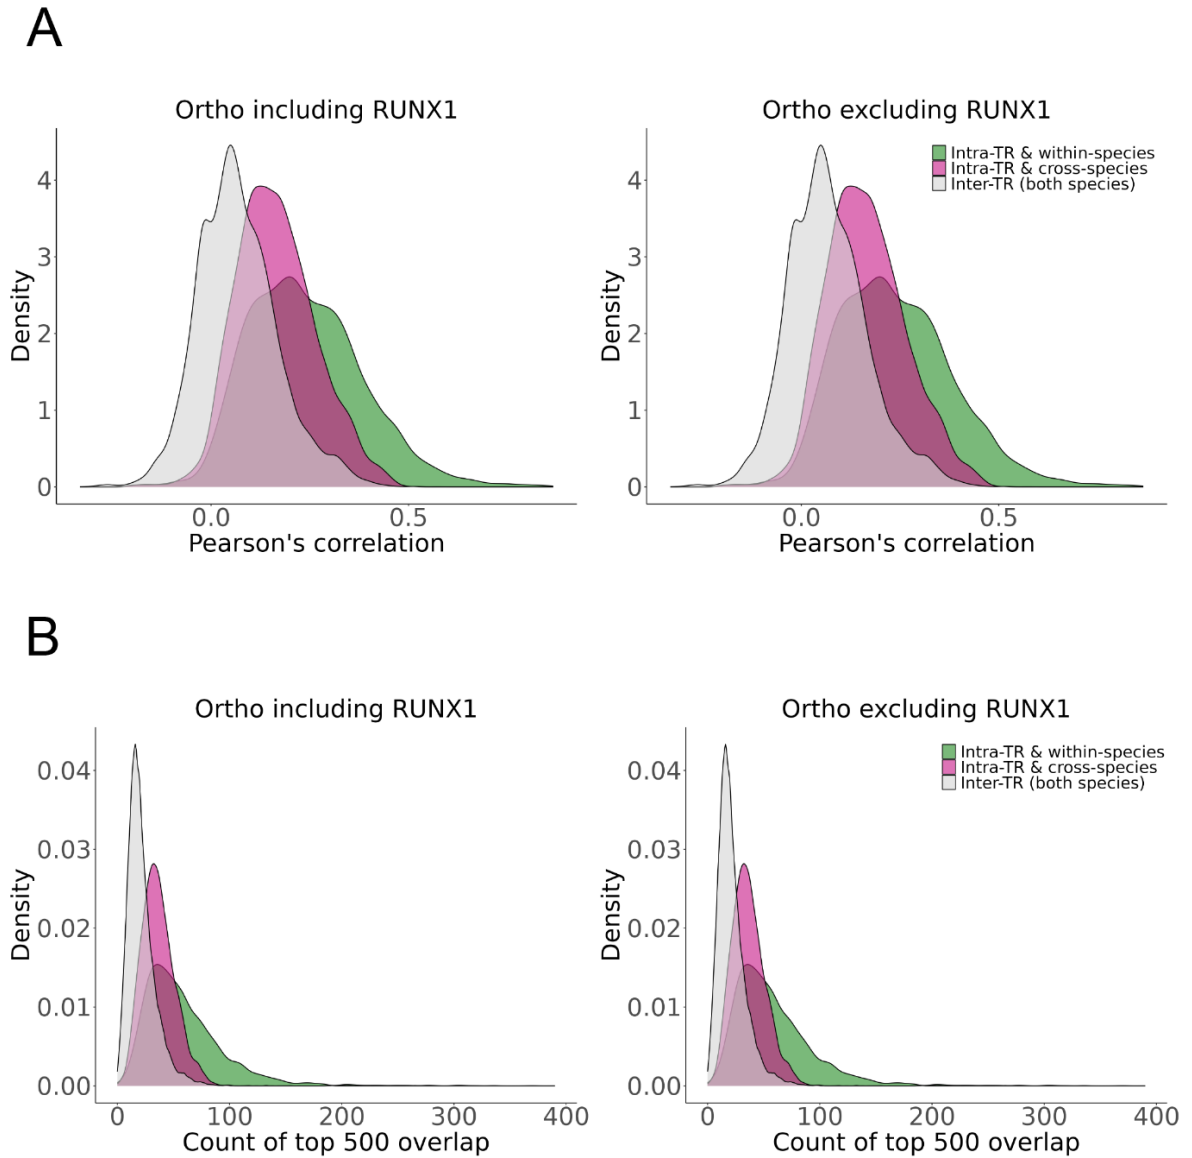 A
Ortho including RUNX1
Density
4
3
2
1
0
0.0 0.5
Pearson's correlation
Ortho excluding RUNX1
Intra-TR & within-species
Intra-TR & cross-species
Inter-TR (both species)
Density
4
3
2
1
0
0.0 0.5
Pearson's correlation
B
Ortho including RUNX1
Density
0.04
0.03
0.02
0.01
0.00
0 100 200 300 400
Count of top 500 overlap
Ortho excluding RUNX1
Intra-TR & within-species
Intra-TR & cross-species
Inter-TR (both species)
Density
0.04
0.03
0.02
0.01
0.00
0 100 200 300 400
Count of top 500 overlap